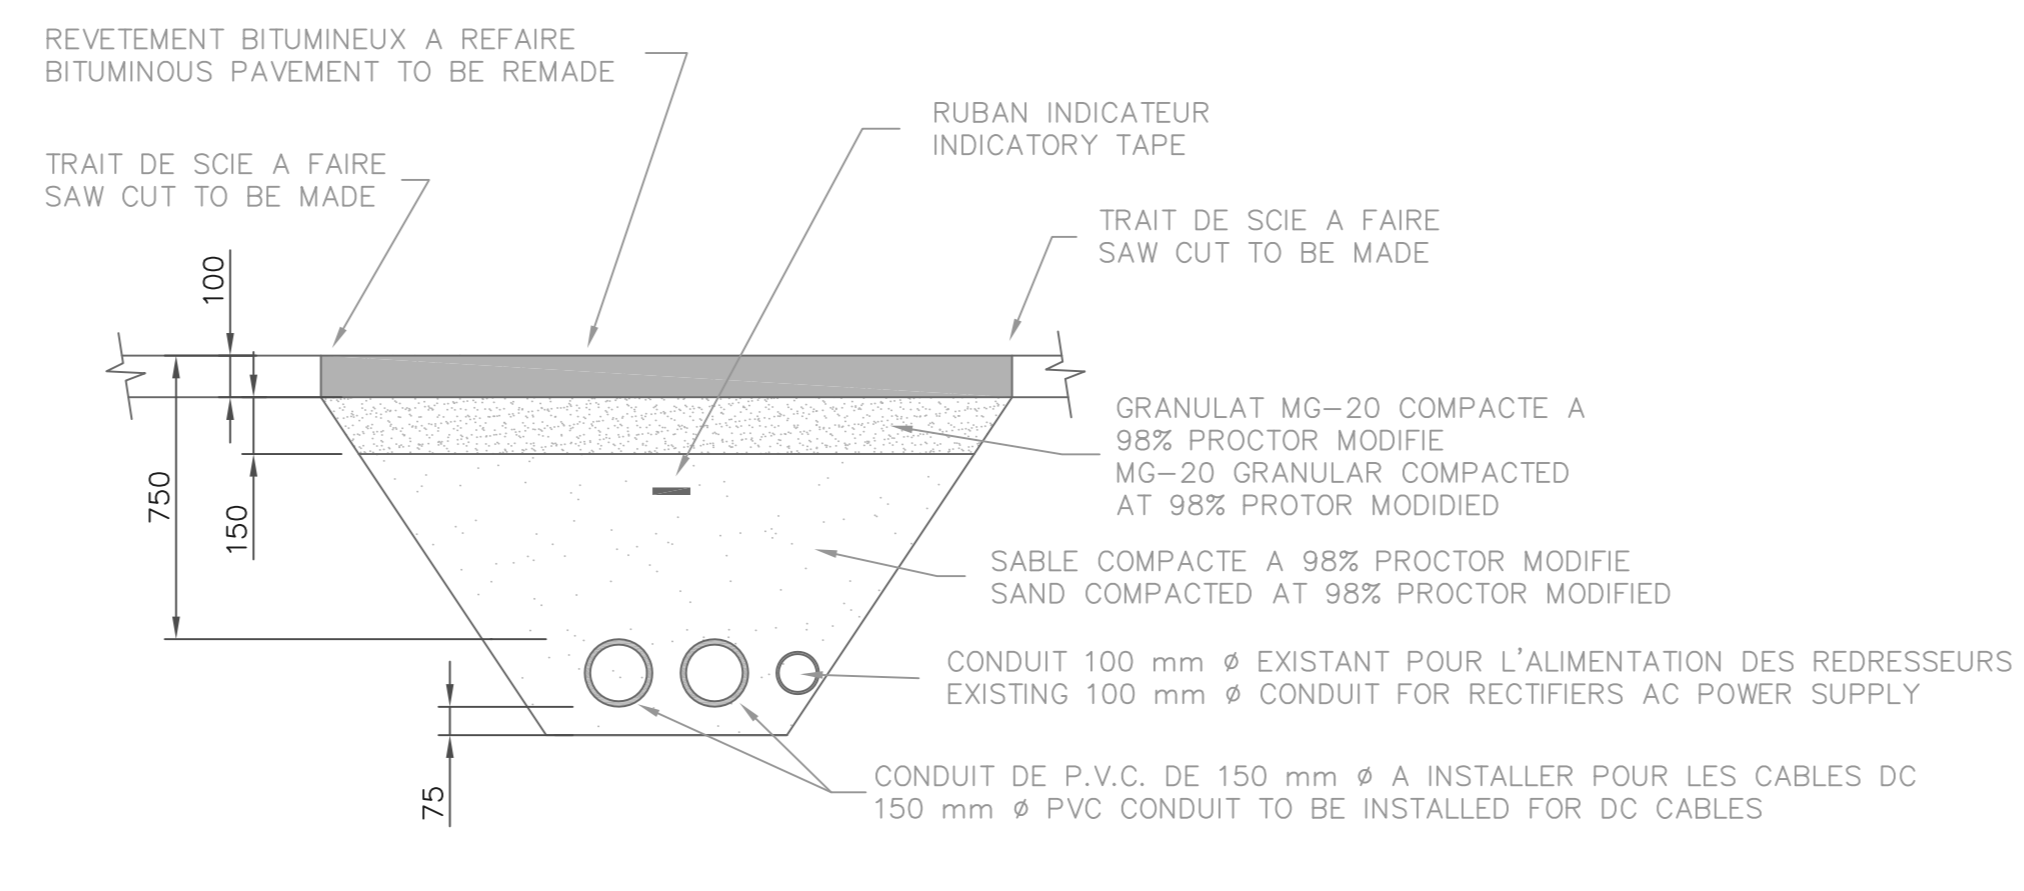 REVETEMENT BITUMINEUX A REFAIRE
BITUMINOUS PAVEMENT TO BE REMADE
RUBAN INDICATEUR
INDICATORY TAPE
TRAIT DE SCIE A FAIRE
SAW CUT TO BE MADE
TRAIT DE SCIE A FAIRE
SAW CUT TO BE MADE
100
750
150
GRANULAT MG-20 COMPACTE A
98% PROCTOR MODIFIE
MG-20 GRANULAR COMPACTED
AT 98% PROTOR MODIDIED
SABLE COMPACTE A 98% PROCTOR MODIFIE
SAND COMPACTED AT 98% PROCTOR MODIFIED
CONDUIT 100 mm ø EXISTANT POUR L'ALIMENTATION DES REDRESSEURS
EXISTING 100 mm ø CONDUIT FOR RECTIFIERS AC POWER SUPPLY
75
CONDUIT DE P.V.C. DE 150 mm ø A INSTALLER POUR LES CABLES DC
150 mm ø PVC CONDUIT TO BE INSTALLED FOR DC CABLES